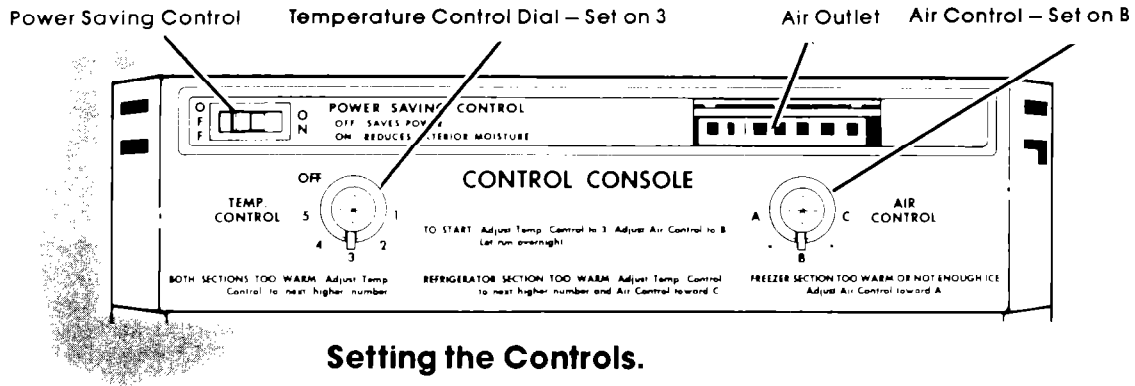 Power Saving Control Temperature Control Dial – Set on 3 Air Outlet Air Control – Set on B
OFF ON
POWER SAVING CONTROL
OFF SAVES POWER
ON REDUCES EXTERIOR MOISTURE
CONTROL CONSOLE
TEMP.
CONTROL
OFF
5 1
4 2
3
TO START Adjust Temp. Control to 3 Adjust Air Control to B
Let run overnight
A C
B
AIR
CONTROL
BOTH SECTIONS TOO WARM Adjust Temp
Control to next higher number
REFRIGERATOR SECTION TOO WARM Adjust Temp. Control
to next higher number and Air Control toward C
FREEZER SECTION TOO WARM OR NOT ENOUGH ICE
Adjust Air Control toward A
Setting the Controls.